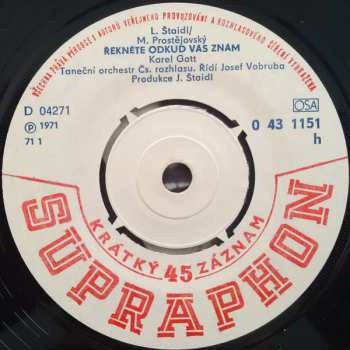 VŠECHNA PRÁVA VÝROBCE I AUTORŮ VEŘEJNÉHO PROVOZOVÁNÍ A ROZHLASOVÉHO ŠÍŘENÍ VYHRAZENA
L. Štaidl/
M. Prostějovský
ŘEKNĚTE ODKUD VÁS ZNÁM
Karel Gott
Taneční orchestr Čs. rozhlasu. Řídí Josef Vobruba
Produkce J. Štaidl
D 04271
Ⓟ 1971
71 1
OSA
0 43 1151
h
KRÁTKÝ 45 ZÁZNAM
SUPRAPHON